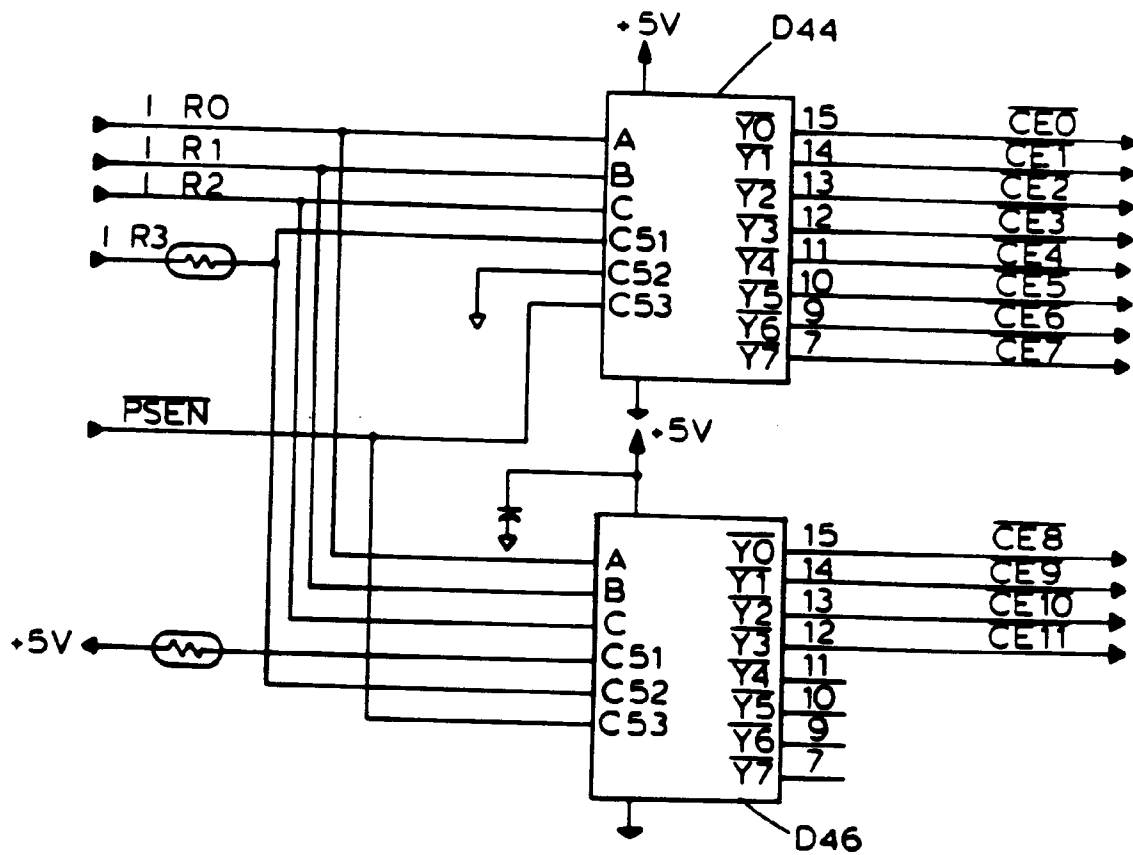 +5V
D44
I R0
I R1
I R2
I R3
PSEN
A
B
C
C51
C52
C53
Y0 15 CE0
Y1 14 CE1
Y2 13 CE2
Y3 12 CE3
Y4 11 CE4
Y5 10 CE5
Y6 9 CE6
Y7 7 CE7
+5V
+5V
A
B
C
C51
C52
C53
Y0 15 CE8
Y1 14 CE9
Y2 13 CE10
Y3 12 CE11
Y4 11
Y5 10
Y6 9
Y7 7
D46